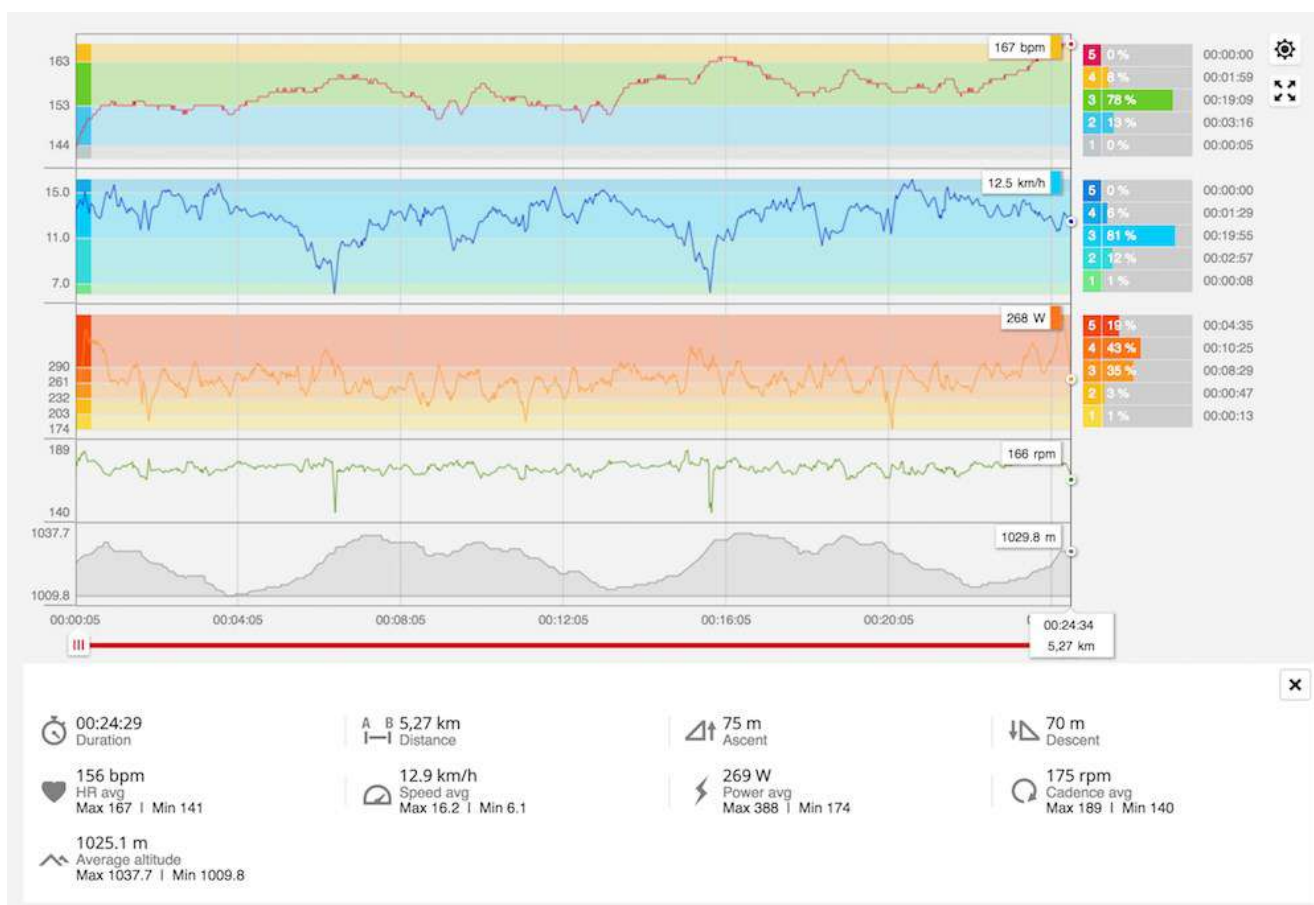 163
153
144
167 bpm
5 0 % 00:00:00
4 8 % 00:01:59
3 78 % 00:19:09
2 13 % 00:03:16
1 0 % 00:00:05
15.0
11.0
7.0
12.5 km/h
5 0 % 00:00:00
4 6 % 00:01:29
3 81 % 00:19:55
2 12 % 00:02:57
1 1 % 00:00:08
290
261
232
203
174
268 W
5 19 % 00:04:35
4 43 % 00:10:25
3 35 % 00:08:29
2 3 % 00:00:47
1 1 % 00:00:13
189
140
166 rpm
1037.7
1009.8
1029.8 m
00:00:05 00:04:05 00:08:05 00:12:05 00:16:05 00:20:05
00:24:34
5,27 km
00:24:29
Duration
A B
5,27 km
Distance
75 m
Ascent
70 m
Descent
156 bpm
HR avg
Max 167 | Min 141
12.9 km/h
Speed avg
Max 16.2 | Min 6.1
269 W
Power avg
Max 388 | Min 174
175 rpm
Cadence avg
Max 189 | Min 140
1025.1 m
Average altitude
Max 1037.7 | Min 1009.8